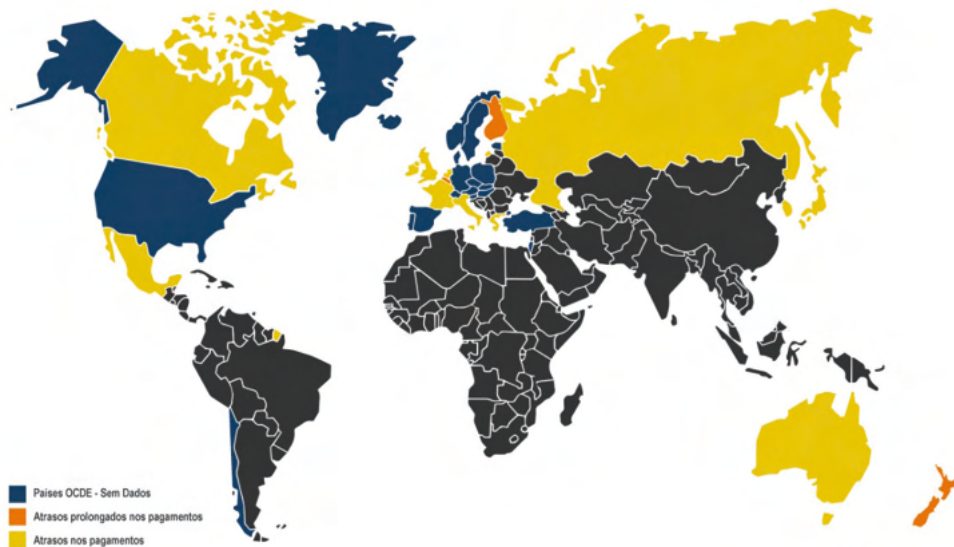 Países OCDE - Sem Dados
Atrasos prolongados nos pagamentos
Atrasos nos pagamentos